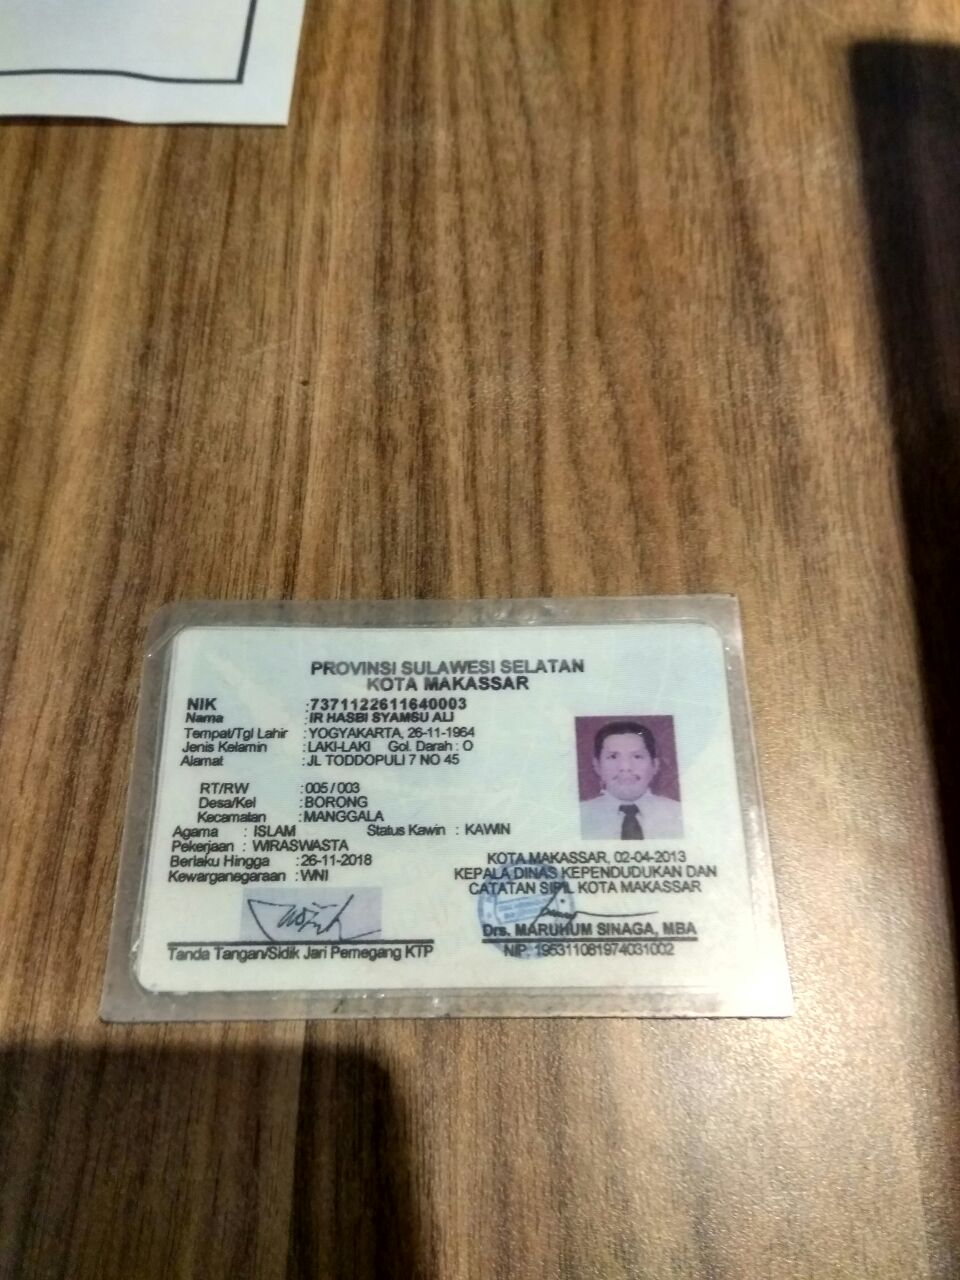 PROVINSI SULAWESI SELATAN
KOTA MAKASSAR
NIK :7371122611640003
Nama : IR HASBI SYAMSU ALI
Tempat/Tgl Lahir : YOGYAKARTA, 26-11-1964
Jenis Kelamin : LAKI-LAKI Gol. Darah : O
Alamat : JL TODDOPULI 7 NO 45
RT/RW : 005 / 003
Desa/Kel : BORONG
Kecamatan : MANGGALA
Agama : ISLAM Status Kawin : KAWIN
Pekerjaan : WIRASWASTA
Berlaku Hingga : 26-11-2018
Kewarganegaraan : WNI
KOTA MAKASSAR, 02-04-2013
KEPALA DINAS KEPENDUDUKAN DAN
CATATAN SIPIL KOTA MAKASSAR
Drs. MARUHUM SINAGA, MBA
NIP. 195311081974031002
Tanda Tangan/Sidik Jari Pemegang KTP